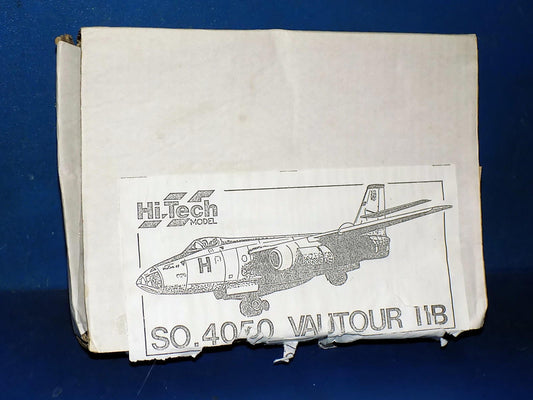 Hi-Tech
MODEL
H
SO.4050 VAUTOUR IIB